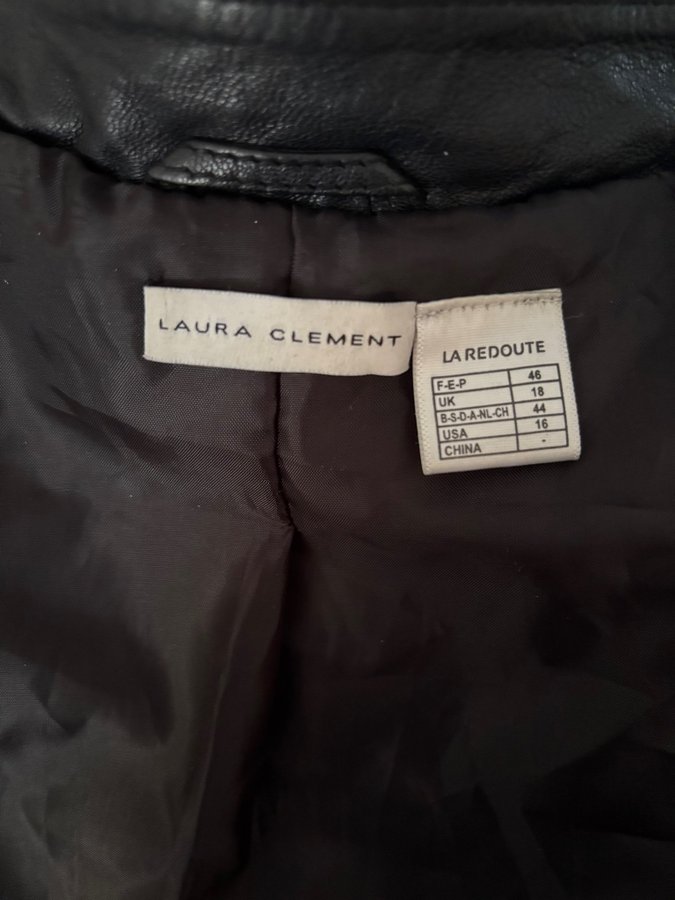 LAURA CLEMENT
LA REDOUTE
F-E-P 46
UK 18
B-S-D-A-NL-CH 44
USA 16
CHINA -